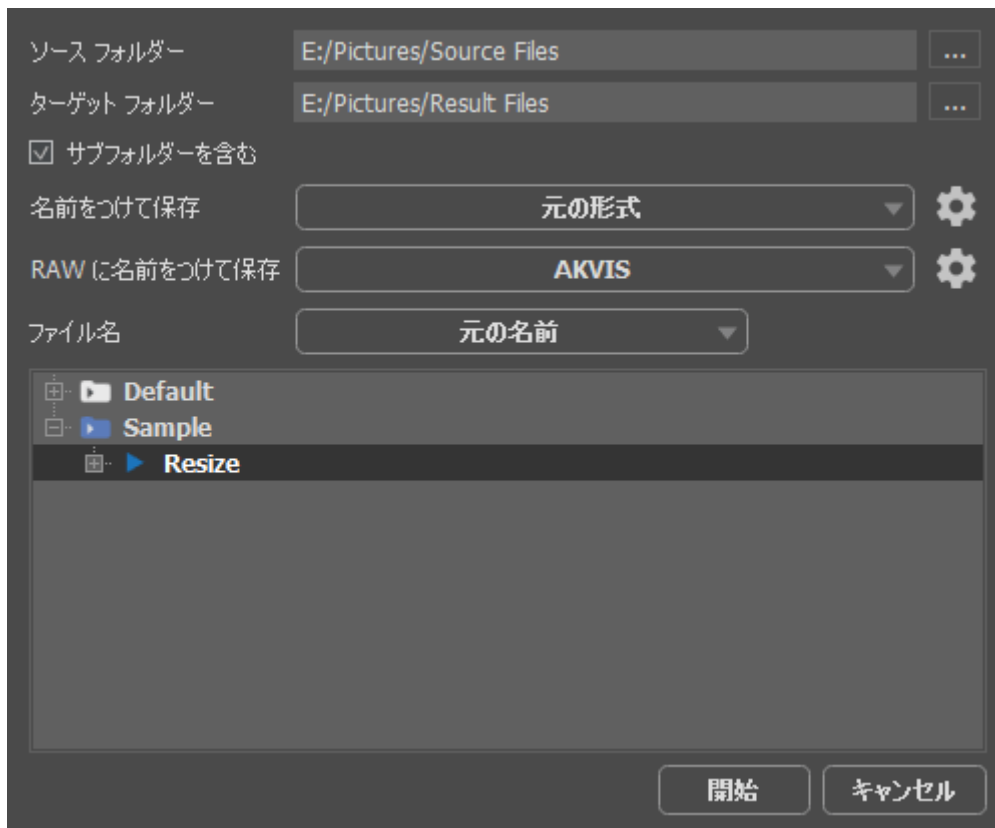 ソース フォルダー E:/Pictures/Source Files ...
ターゲット フォルダー E:/Pictures/Result Files ...
サブフォルダーを含む
名前をつけて保存 元の形式
RAW に名前をつけて保存 AKVIS
ファイル名 元の名前
Default
Sample
Resize
開始 キャンセル